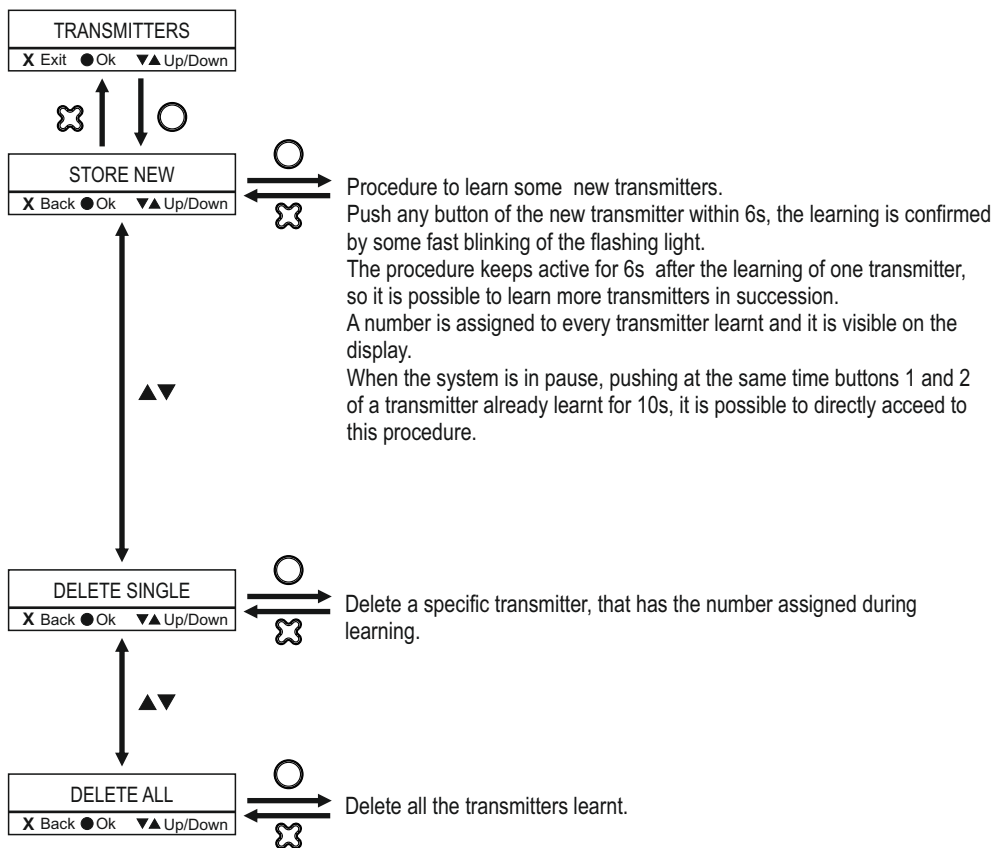 TRANSMITTERS
X Exit ●Ok ▼▲Up/Down
STORE NEW
X Back ●Ok ▼▲Up/Down
Procedure to learn some new transmitters.
Push any button of the new transmitter within 6s, the learning is confirmed
by some fast blinking of the flashing light.
The procedure keeps active for 6s after the learning of one transmitter,
so it is possible to learn more transmitters in succession.
A number is assigned to every transmitter learnt and it is visible on the
display.
When the system is in pause, pushing at the same time buttons 1 and 2
of a transmitter already learnt for 10s, it is possible to directly acceed to
this procedure.
▲▼
DELETE SINGLE
X Back ●Ok ▼▲Up/Down
Delete a specific transmitter, that has the number assigned during
learning.
▲▼
DELETE ALL
X Back ●Ok ▼▲Up/Down
Delete all the transmitters learnt.